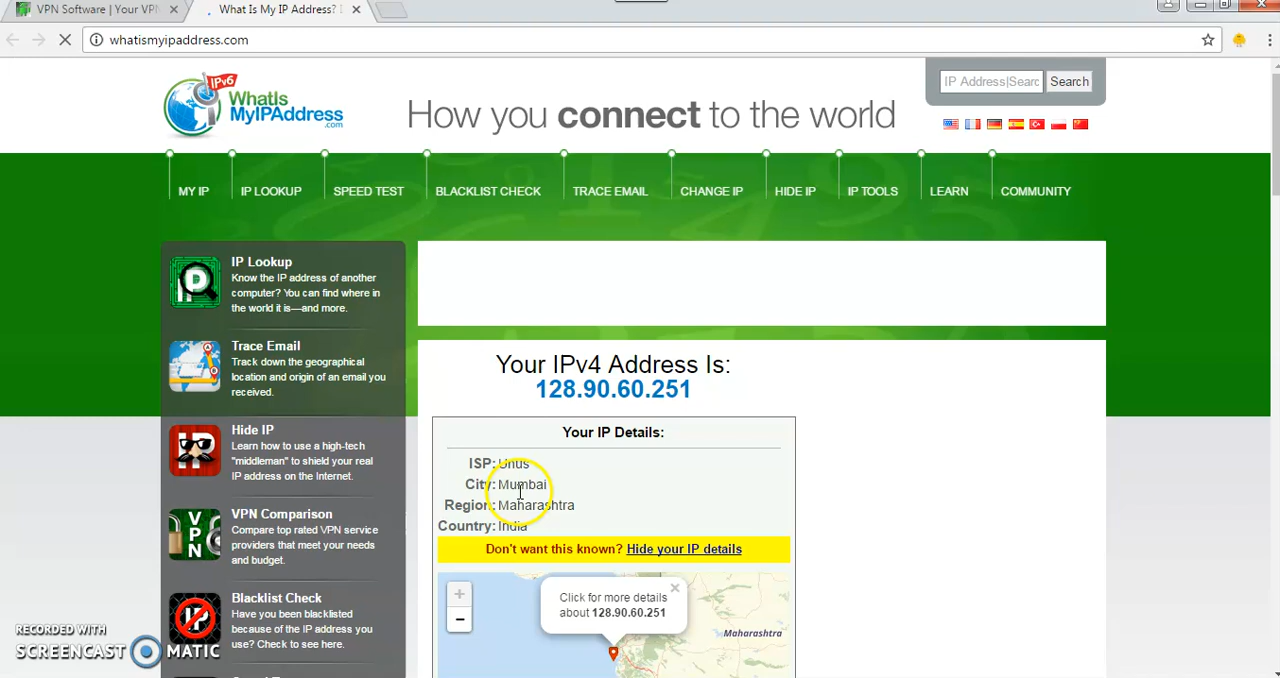 VPN Software | Your VPN
What Is My IP Address?
whatismyipaddress.com
IPv6
WhatIs
MyIPAddress
.com
How you connect to the world
IP Address|Searc
Search
MY IP
IP LOOKUP
SPEED TEST
BLACKLIST CHECK
TRACE EMAIL
CHANGE IP
HIDE IP
IP TOOLS
LEARN
COMMUNITY
IP Lookup
Know the IP address of another
computer? You can find where in
the world it is—and more.
Trace Email
Track down the geographical
location and origin of an email you
received.
Hide IP
Learn how to use a high-tech
"middleman" to shield your real
IP address on the Internet.
VPN
VPN Comparison
Compare top rated VPN service
providers that meet your needs
and budget.
IP
Blacklist Check
Have you been blacklisted
because of the IP address you
use? Check to see here.
Your IPv4 Address Is:
128.90.60.251
Your IP Details:
ISP: Unus
City: Mumbai
Region: Maharashtra
Country: India
Don't want this known? Hide your IP details
+
−
Click for more details
about 128.90.60.251
Maharashtra
RECORDED WITH
SCREENCAST MATIC